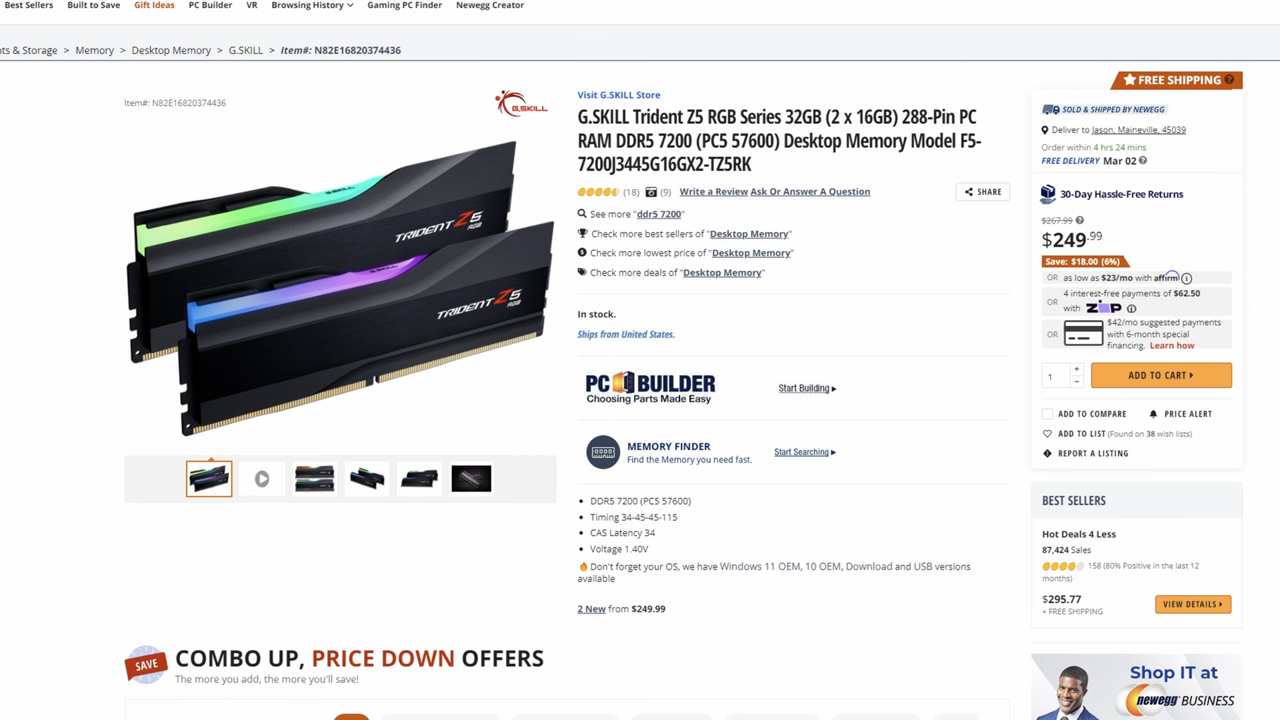 Best Sellers Built to Save Gift Ideas PC Builder VR Browsing History Gaming PC Finder Newegg Creator
ts & Storage > Memory > Desktop Memory > G.SKILL > Item#: N82E16820374436
FREE SHIPPING ?
Item#: N82E16820374436
G.SKILL
TRIDENT Z5 RGB
TRIDENT Z5 RGB
Visit G.SKILL Store
G.SKILL Trident Z5 RGB Series 32GB (2 x 16GB) 288-Pin PC
RAM DDR5 7200 (PC5 57600) Desktop Memory Model F5-
7200J3445G16GX2-TZ5RK
(18) (9) Write a Review Ask Or Answer A Question SHARE
See more "ddr5 7200"
Check more best sellers of "Desktop Memory"
Check more lowest price of "Desktop Memory"
Check more deals of "Desktop Memory"
In stock.
Ships from United States.
PC BUILDER
Choosing Parts Made Easy
Start Building
MEMORY FINDER
Find the Memory you need fast.
Start Searching
• DDR5 7200 (PC5 57600)
• Timing 34-45-45-115
• CAS Latency 34
• Voltage 1.40V
Don't forget your OS, we have Windows 11 OEM, 10 OEM, Download and USB versions
available
2 New from $249.99
SOLD & SHIPPED BY NEWEGG
Deliver to Jason, Maineville, 45039
Order within 4 hrs 24 mins
FREE DELIVERY Mar 02 ?
30-Day Hassle-Free Returns
$267.99 ?
$249.99
Save: $18.00 (6%)
OR as low as $23/mo with affirm
OR 4 interest-free payments of $62.50
with ZIP
OR $42/mo suggested payments
with 6-month special
financing. Learn how
1 + - ADD TO CART
ADD TO COMPARE PRICE ALERT
ADD TO LIST (Found on 38 wish lists)
REPORT A LISTING
BEST SELLERS
Hot Deals 4 Less
87,424 Sales
158 (80% Positive in the last 12
months)
$295.77
+ FREE SHIPPING
VIEW DETAILS
Shop IT at
newegg BUSINESS
SAVE
COMBO UP, PRICE DOWN OFFERS
The more you add, the more you'll save!